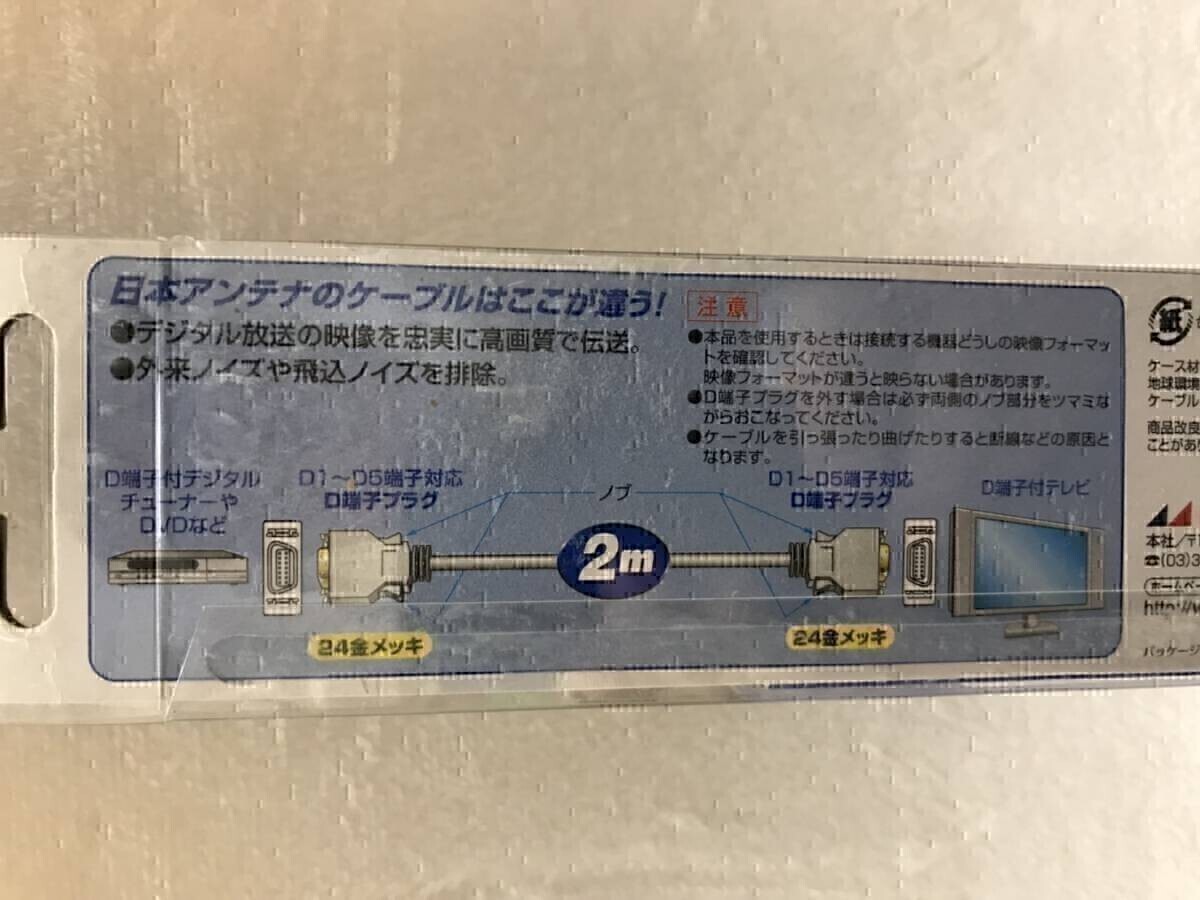 日本アンテナのケーブルはここが違う!
●デジタル放送の映像を忠実に高画質で伝送。
●外来ノイズや飛込ノイズを排除。
注意
●本品を使用するときは接続する機器どうしの映像フォーマッ
トを確認してください。
映像フォーマットが違うと映らない場合があります。
●D端子プラグを外す場合は必ず両側のノブ部分をツマミな
がらおこなってください。
●ケーブルを引っ張ったり曲げたりすると断線などの原因と
なります。
D端子付デジタル
チューナーや
DVDなど
D1~D5端子対応
D端子プラグ
ノブ
D1~D5端子対応
D端子プラグ
D端子付テレビ
2m
24金メッキ
24金メッキ
紙
ケース材
地球環境
ケーブル
商品改良
ことがあ
本社/〒1
☎(03)3
ホームペー
http://w
パッケージ